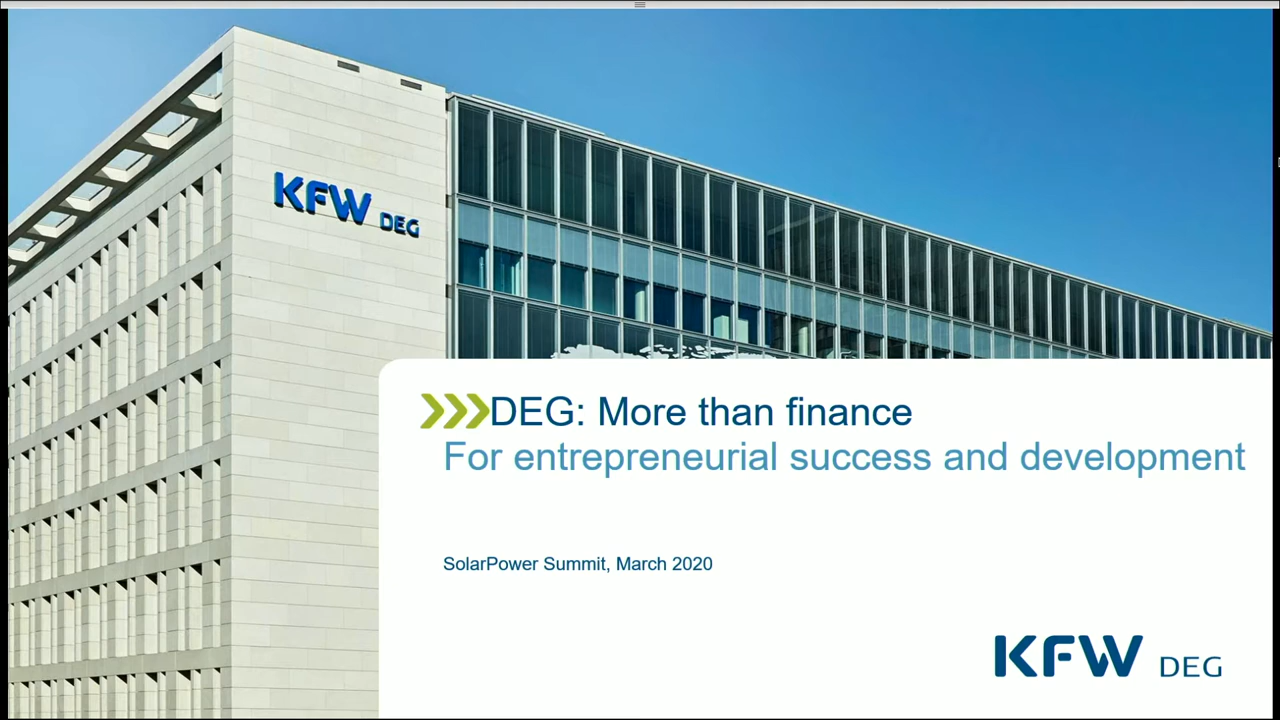 KFW DEG
DEG: More than finance
For entrepreneurial success and development
SolarPower Summit, March 2020
KFW DEG